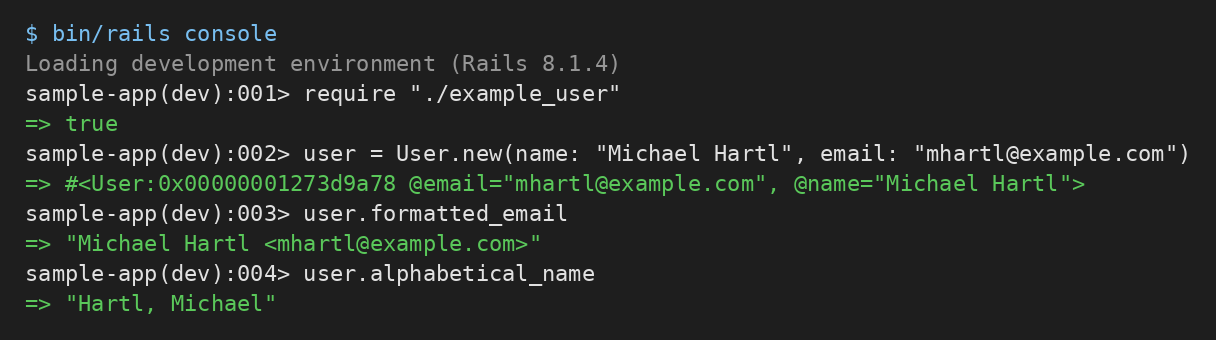 $ bin/rails console
Loading development environment (Rails 8.1.4)
sample-app(dev):001> require "./example_user"
=> true
sample-app(dev):002> user = User.new(name: "Michael Hartl", email: "mhartl@example.com")
=> #<User:0x00000001273d9a78 @email="mhartl@example.com", @name="Michael Hartl">
sample-app(dev):003> user.formatted_email
=> "Michael Hartl <mhartl@example.com>"
sample-app(dev):004> user.alphabetical_name
=> "Hartl, Michael"